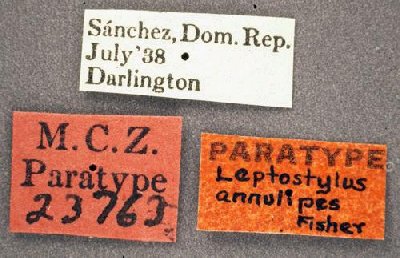 Sánchez, Dom. Rep.
July '38
Darlington
M.C.Z.
Paratype
23763
PARATYPE
Leptostylus
annulipes
Fisher